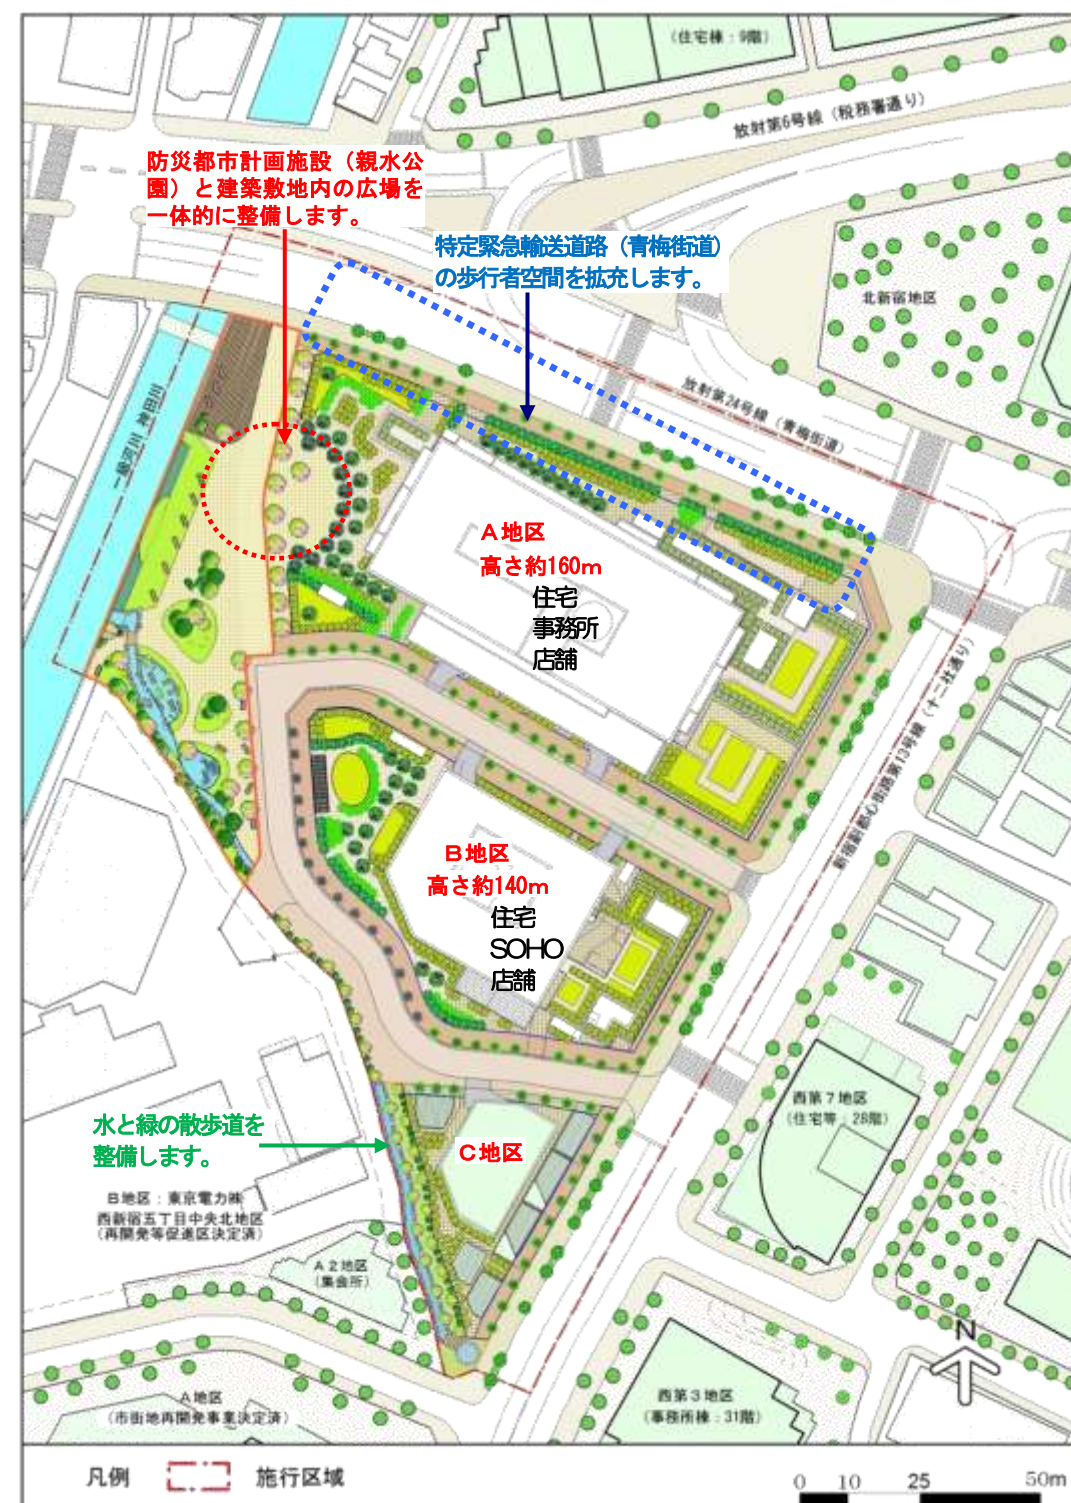 (住宅棟：9階)
放射第6号線（税務署通り）
防災都市計画施設（親水公
園）と建築敷地内の広場を
一体的に整備します。
特定緊急輸送道路（青梅街道）
の歩行者空間を拡充します。
北新宿地区
一級河川 神田川
放射第24号線（青梅街道）
A地区
高さ約160m
住宅
事務所
店舗
新宿副都心街路第13号線（十二社通り）
B地区
高さ約140m
住宅
SOHO
店舗
西第7地区
（住宅等：28階）
水と緑の散歩道を
整備します。
C地区
B地区：東京電力㈱
西新宿五丁目中央北地区
（再開発等促進区決定済）
A2地区
（集会所）
N
A地区
（市街地再開発事業決定済）
西第3地区
（事務所棟：31階）
凡例 施行区域
0 10 25 50m